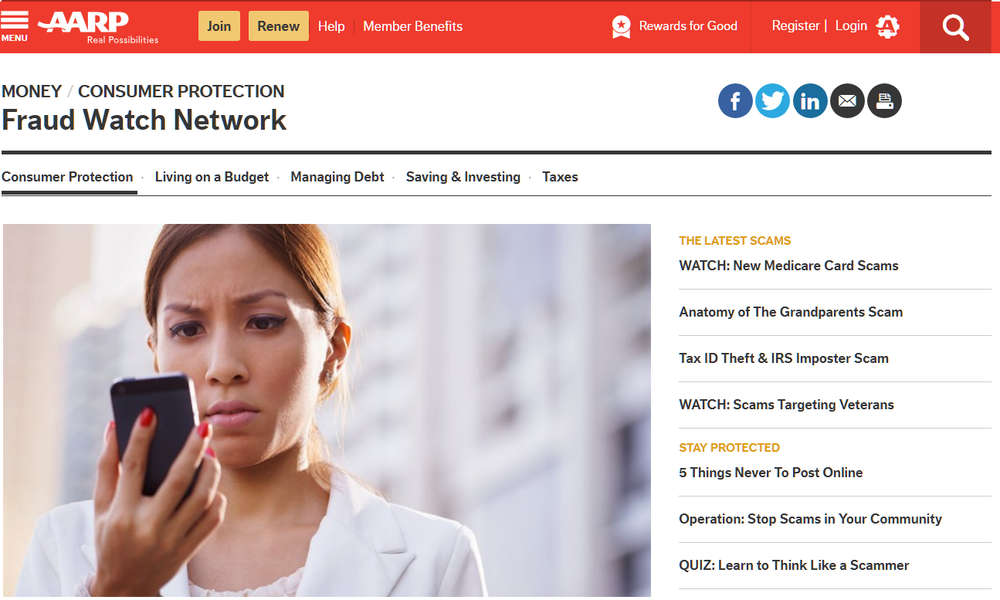 MENU
AARP
Real Possibilities
Join
Renew
Help
Member Benefits
Rewards for Good
Register | Login
MONEY / CONSUMER PROTECTION
Fraud Watch Network
Consumer Protection · Living on a Budget · Managing Debt · Saving & Investing · Taxes
THE LATEST SCAMS
WATCH: New Medicare Card Scams
Anatomy of The Grandparents Scam
Tax ID Theft & IRS Imposter Scam
WATCH: Scams Targeting Veterans
STAY PROTECTED
5 Things Never To Post Online
Operation: Stop Scams in Your Community
QUIZ: Learn to Think Like a Scammer